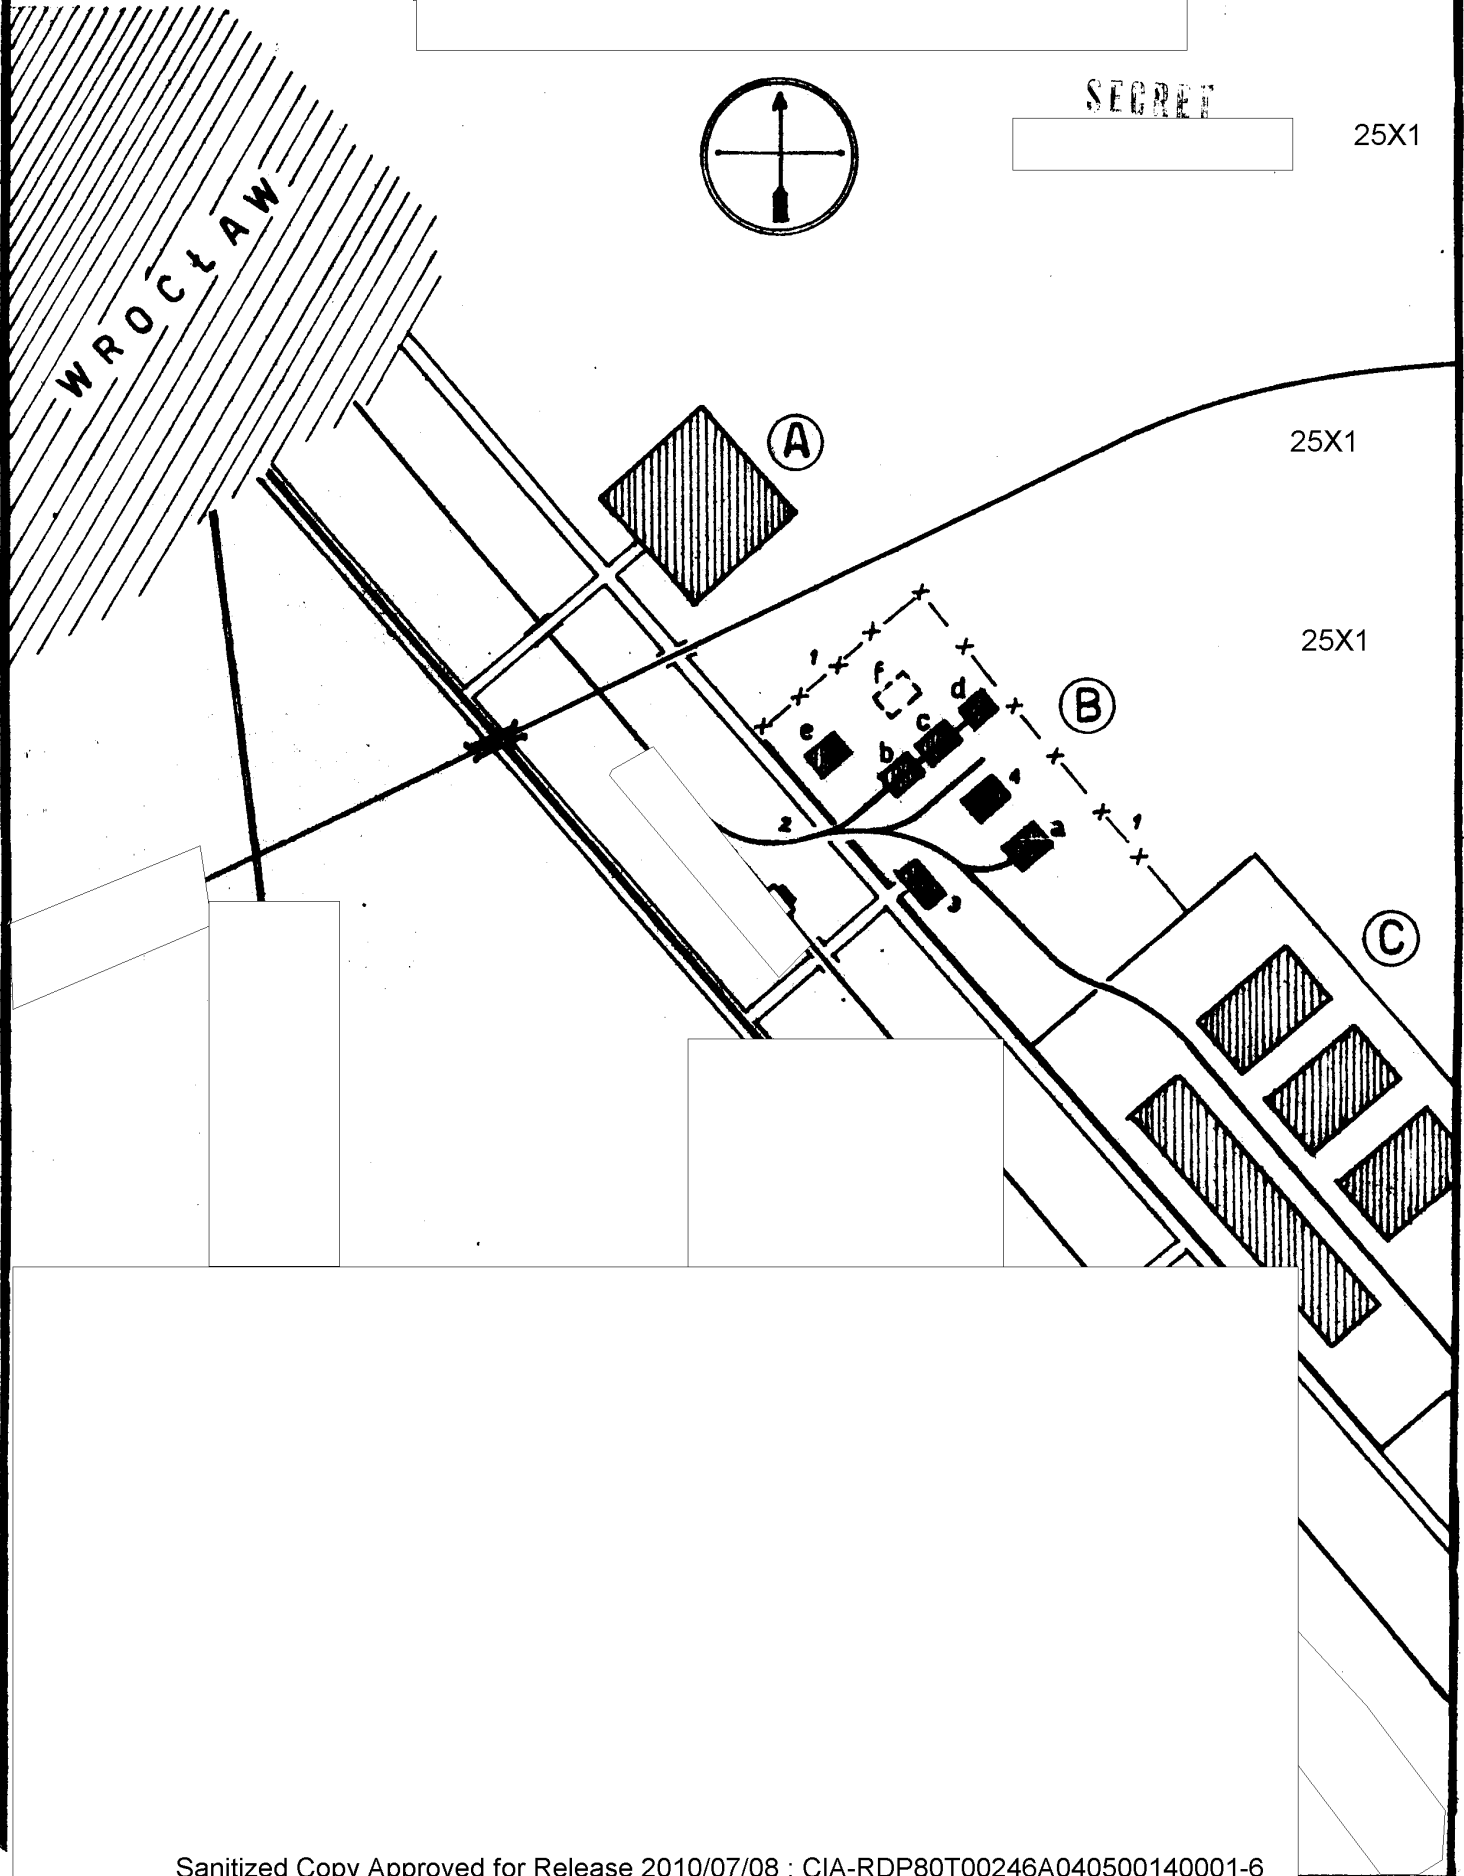 SECRET
25X1
WROCŁAW
A
25X1
25X1
1
f
d
B
c
e
b
4
2
a
1
3
C
Sanitized Copy Approved for Release 2010/07/08 : CIA-RDP80T00246A040500140001-6